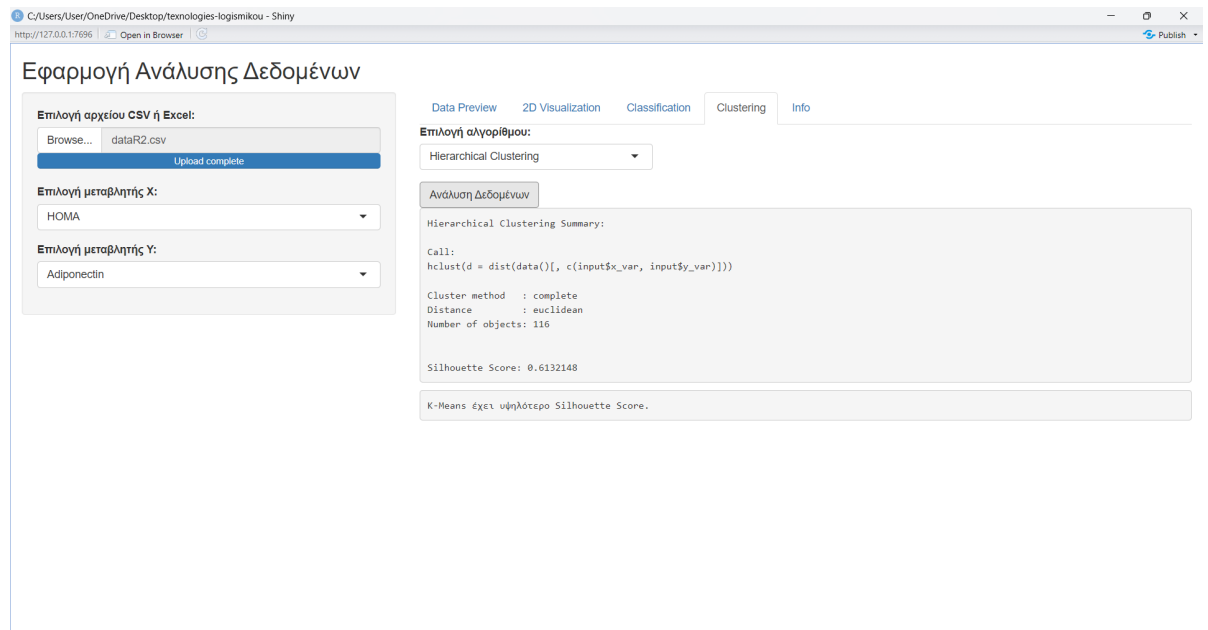 C:/Users/User/OneDrive/Desktop/texnologies-logismikou - Shiny
http://127.0.0.1:7696 Open in Browser Publish
Εφαρμογή Ανάλυσης Δεδομένων
Επιλογή αρχείου CSV ή Excel:
Browse... dataR2.csv
Upload complete
Επιλογή μεταβλητής X:
HOMA
Επιλογή μεταβλητής Y:
Adiponectin
Data Preview 2D Visualization Classification Clustering Info
Επιλογή αλγορίθμου:
Hierarchical Clustering
Ανάλυση Δεδομένων
Hierarchical Clustering Summary:
Call:
hclust(d = dist(data()[, c(input$x_var, input$y_var)]))
Cluster method   : complete
Distance         : euclidean
Number of objects: 116
Silhouette Score: 0.6132148
K-Means έχει υψηλότερο Silhouette Score.